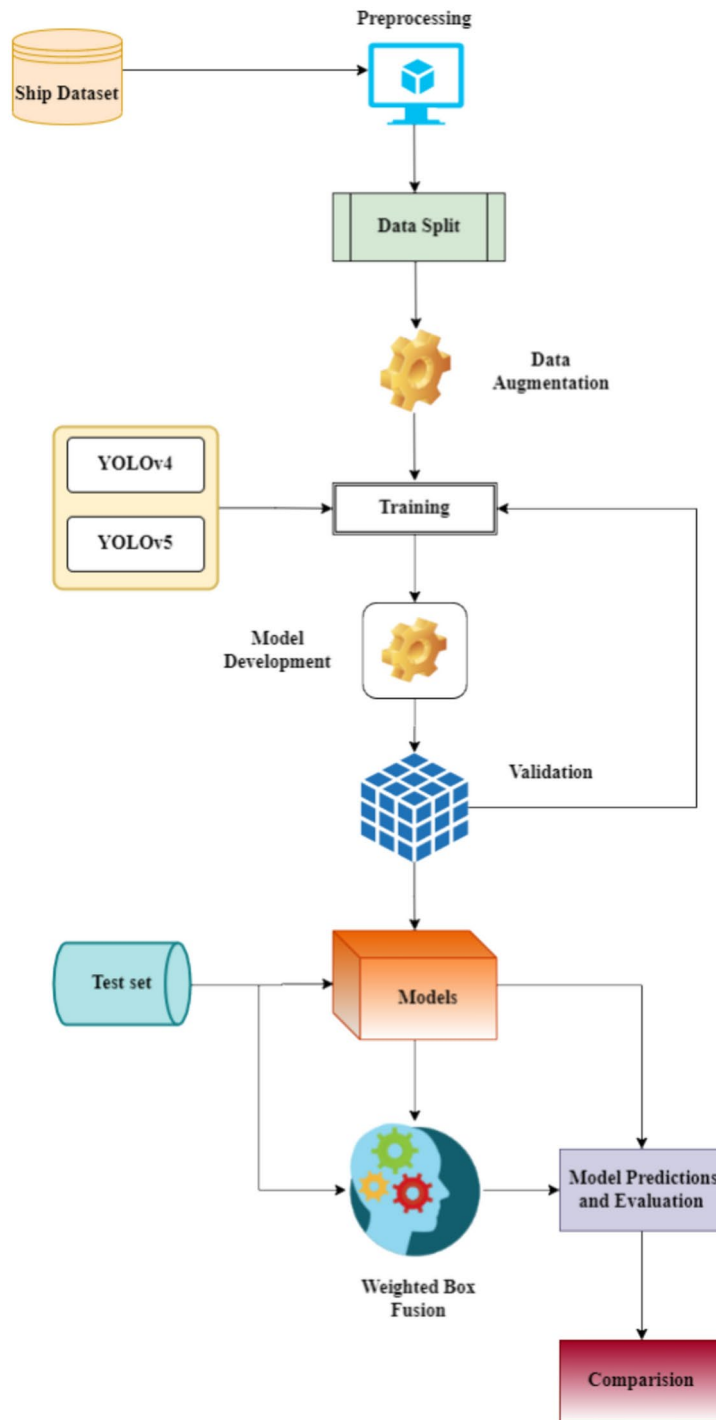 Preprocessing
Ship Dataset
Data Split
Data
Augmentation
YOLOv4
YOLOv5
Training
Model
Development
Validation
Test set
Models
Model Predictions
and Evaluation
Weighted Box
Fusion
Comparision